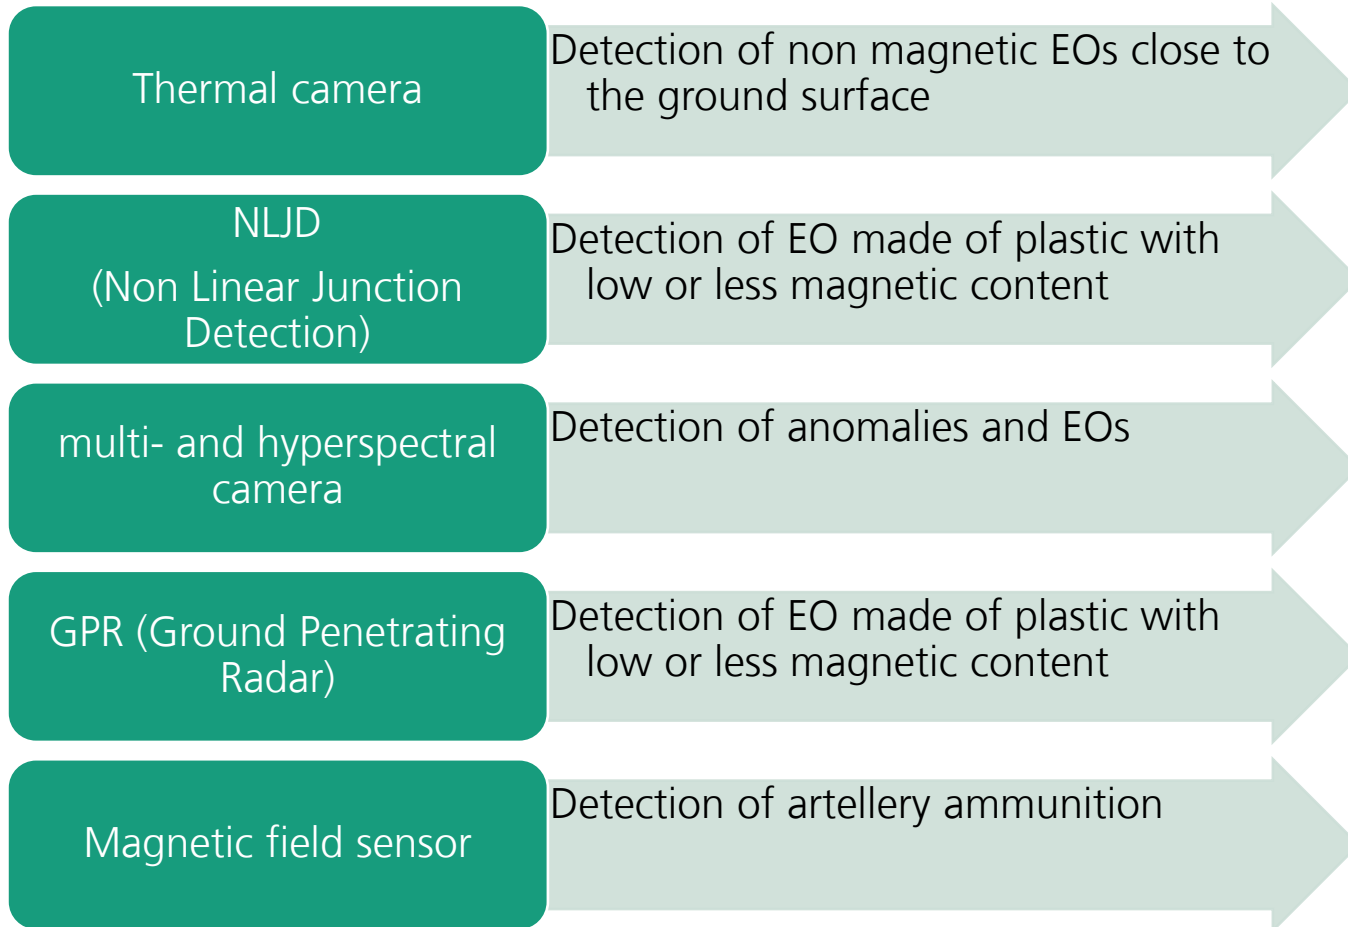 Thermal camera
Detection of non magnetic EOs close to
the ground surface
NLJD
(Non Linear Junction
Detection)
Detection of EO made of plastic with
low or less magnetic content
multi- and hyperspectral
camera
Detection of anomalies and EOs
GPR (Ground Penetrating
Radar)
Detection of EO made of plastic with
low or less magnetic content
Magnetic field sensor
Detection of artellery ammunition